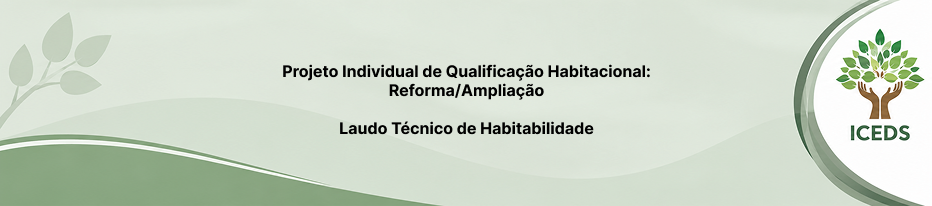 Projeto Individual de Qualificação Habitacional:
Reforma/Ampliação
Laudo Técnico de Habitabilidade
ICEDS